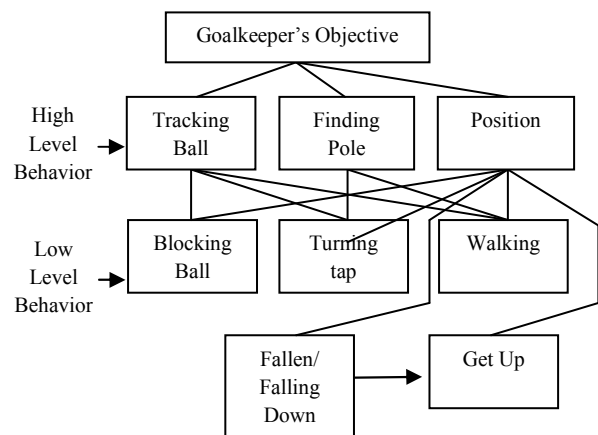 Goalkeeper's Objective
High
Level
Behavior
Tracking
Ball
Finding
Pole
Position
Low
Level
Behavior
Blocking
Ball
Turning
tap
Walking
Fallen/
Falling
Down
Get Up